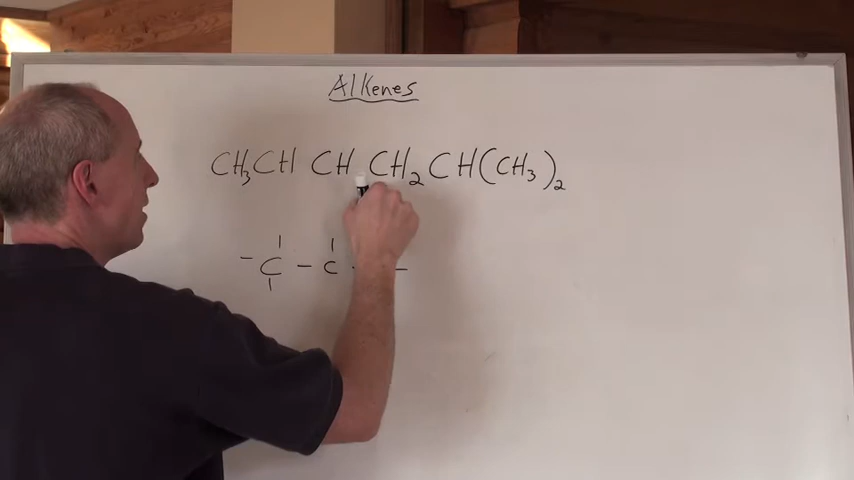 Alkenes
CH₃CH CH CH₂ CH(CH₃)₂
- C - C -